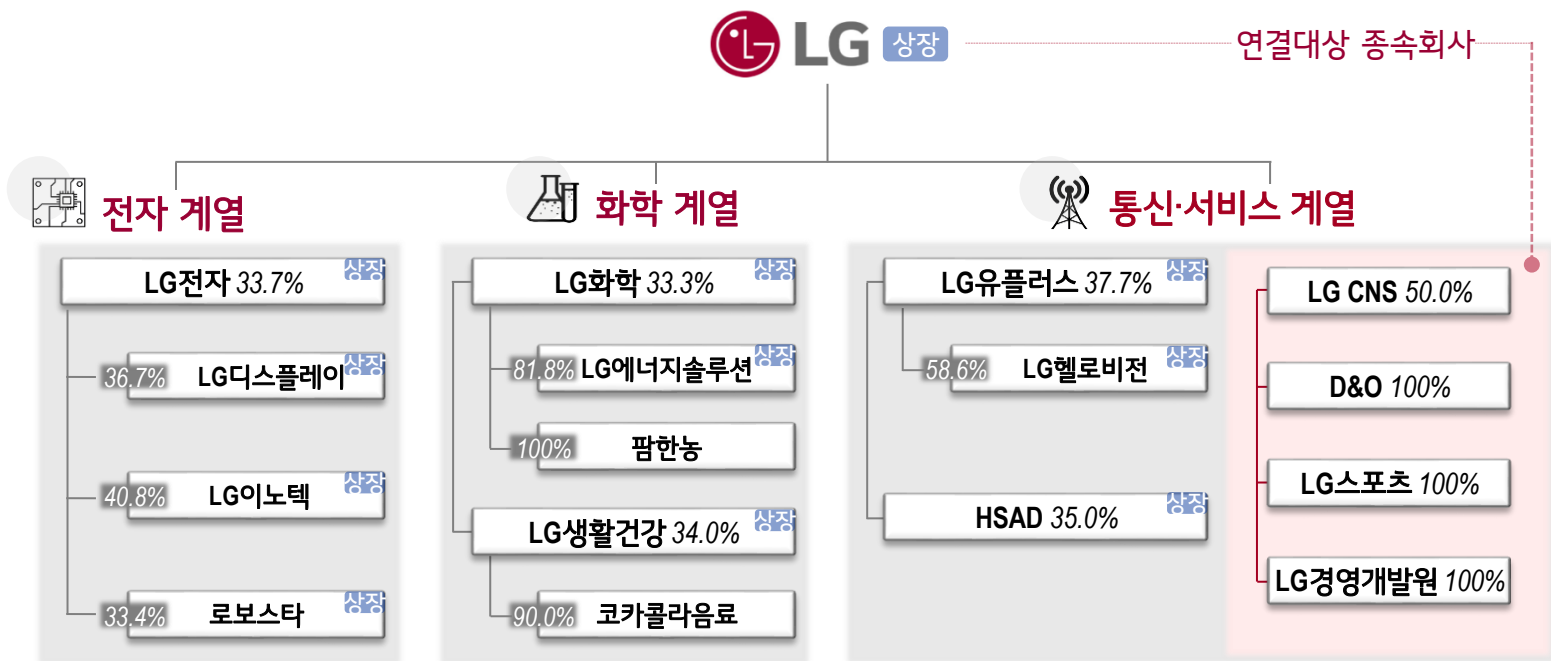 LG 상장
연결대상 종속회사
전자 계열
LG전자 33.7% 상장
36.7% LG디스플레이 상장
40.8% LG이노텍 상장
33.4% 로보스타 상장
화학 계열
LG화학 33.3% 상장
81.8% LG에너지솔루션 상장
100% 팜한농
LG생활건강 34.0% 상장
90.0% 코카콜라음료
통신·서비스 계열
LG유플러스 37.7% 상장
58.6% LG헬로비전 상장
HSAD 35.0% 상장
LG CNS 50.0%
D&O 100%
LG스포츠 100%
LG경영개발원 100%